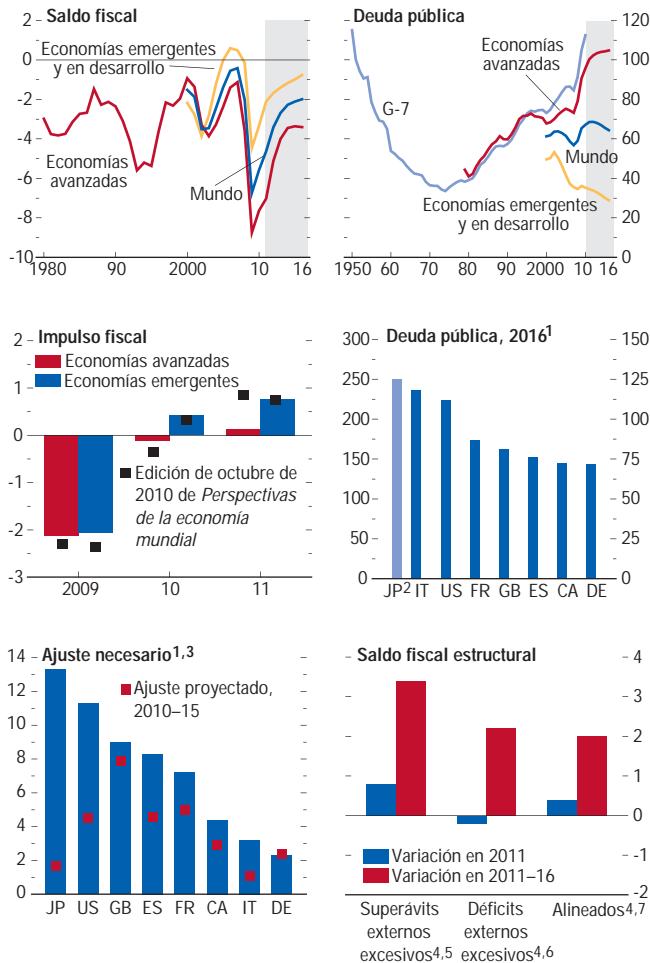 Saldo fiscal
2
0
-2
-4
-6
-8
-10
Economías emergentes
y en desarrollo
Economías
avanzadas
Mundo
1980
90
2000
10
16
Deuda pública
120
100
80
60
40
20
0
Economías
avanzadas
G-7
Mundo
Economías emergentes
y en desarrollo
1950
60
70
80
90
2000
10
16
Impulso fiscal
2
1
0
-1
-2
-3
Economías avanzadas
Economías emergentes
Edición de octubre de
2010 de Perspectivas
de la economía
mundial
2009
10
11
Deuda pública, 2016¹
300
250
200
150
100
50
0
150
125
100
75
50
25
0
JP² IT US FR GB ES CA DE
Ajuste necesario¹,³
14
12
10
8
6
4
2
0
Ajuste proyectado,
2010–15
JP US GB ES FR CA IT DE
Saldo fiscal estructural
4
3
2
1
0
-1
-2
Variación en 2011
Variación en 2011–16
Superávits
externos
excesivos⁴,⁵
Déficits
externos
excesivos⁴,⁶
Alineados⁴,⁷